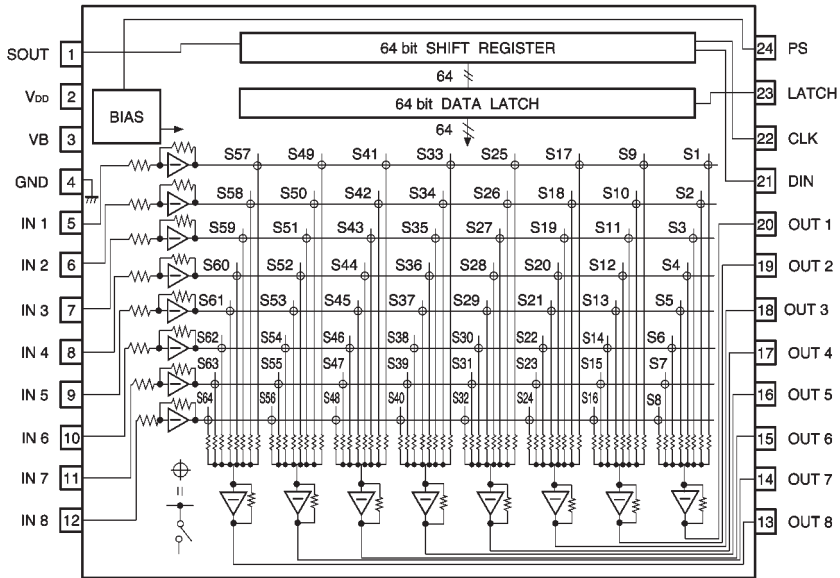 64 bit SHIFT REGISTER
64
64 bit DATA LATCH
64
BIAS
SOUT 1
VDD 2
VB 3
GND 4
IN 1 5
IN 2 6
IN 3 7
IN 4 8
IN 5 9
IN 6 10
IN 7 11
IN 8 12
24 PS
23 LATCH
22 CLK
21 DIN
20 OUT 1
19 OUT 2
18 OUT 3
17 OUT 4
16 OUT 5
15 OUT 6
14 OUT 7
13 OUT 8
S57 S49 S41 S33 S25 S17 S9 S1
S58 S50 S42 S34 S26 S18 S10 S2
S59 S51 S43 S35 S27 S19 S11 S3
S60 S52 S44 S36 S28 S20 S12 S4
S61 S53 S45 S37 S29 S21 S13 S5
S62 S54 S46 S38 S30 S22 S14 S6
S63 S55 S47 S39 S31 S23 S15 S7
S64 S56 S48 S40 S32 S24 S16 S8